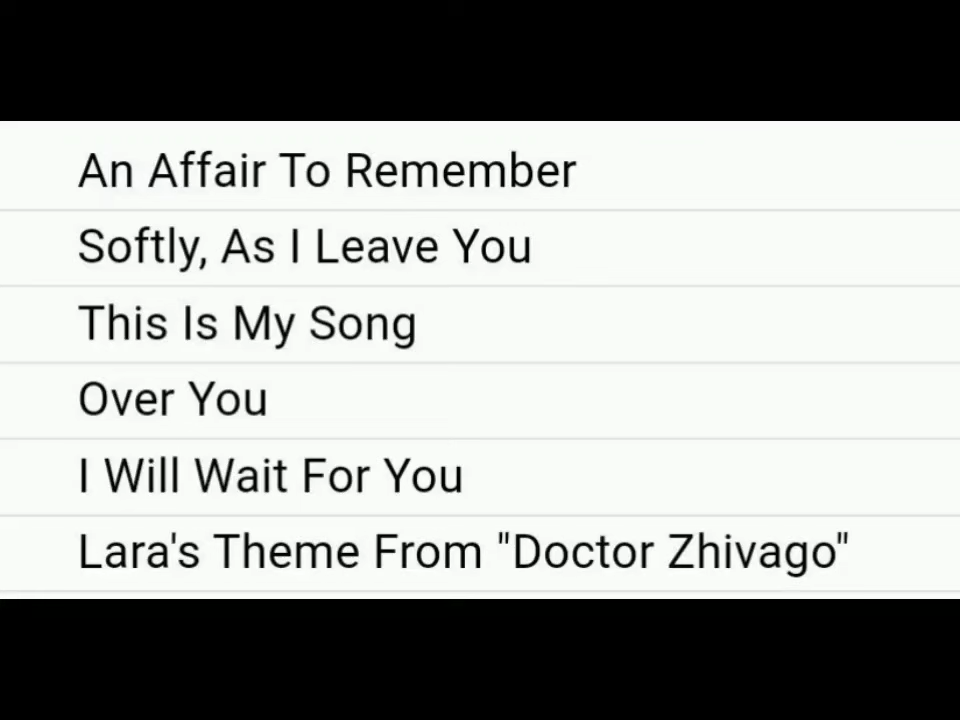 An Affair To Remember
Softly, As I Leave You
This Is My Song
Over You
I Will Wait For You
Lara's Theme From "Doctor Zhivago"